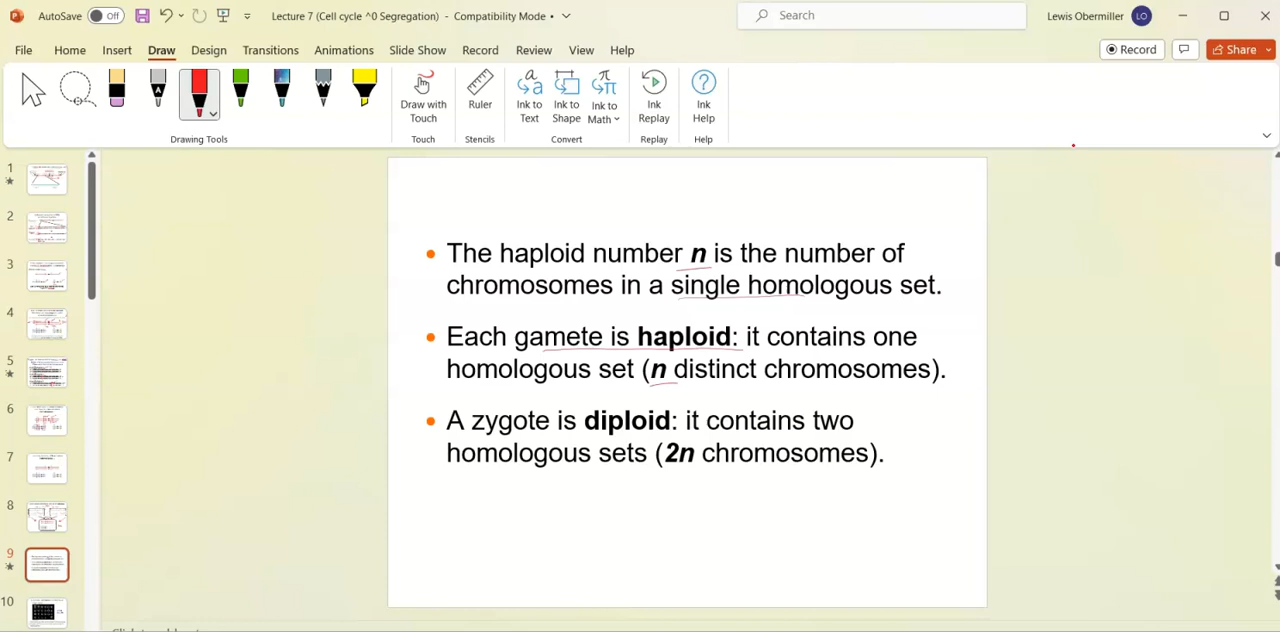 AutoSave Off Lecture 7 (Cell cycle ^0 Segregation) - Compatibility Mode • Search Lewis Obermiller LO
File Home Insert Draw Design Transitions Animations Slide Show Record Review View Help Record Share
Draw with Touch
Ruler
Ink to Text
Ink to Shape
Ink to Math
Ink Replay
Ink Help
Drawing Tools Touch Stencils Convert Replay Help
1
2
3
4
5
6
7
8
9
10
• The haploid number n is the number of
chromosomes in a single homologous set.
• Each gamete is haploid: it contains one
homologous set (n distinct chromosomes).
• A zygote is diploid: it contains two
homologous sets (2n chromosomes).